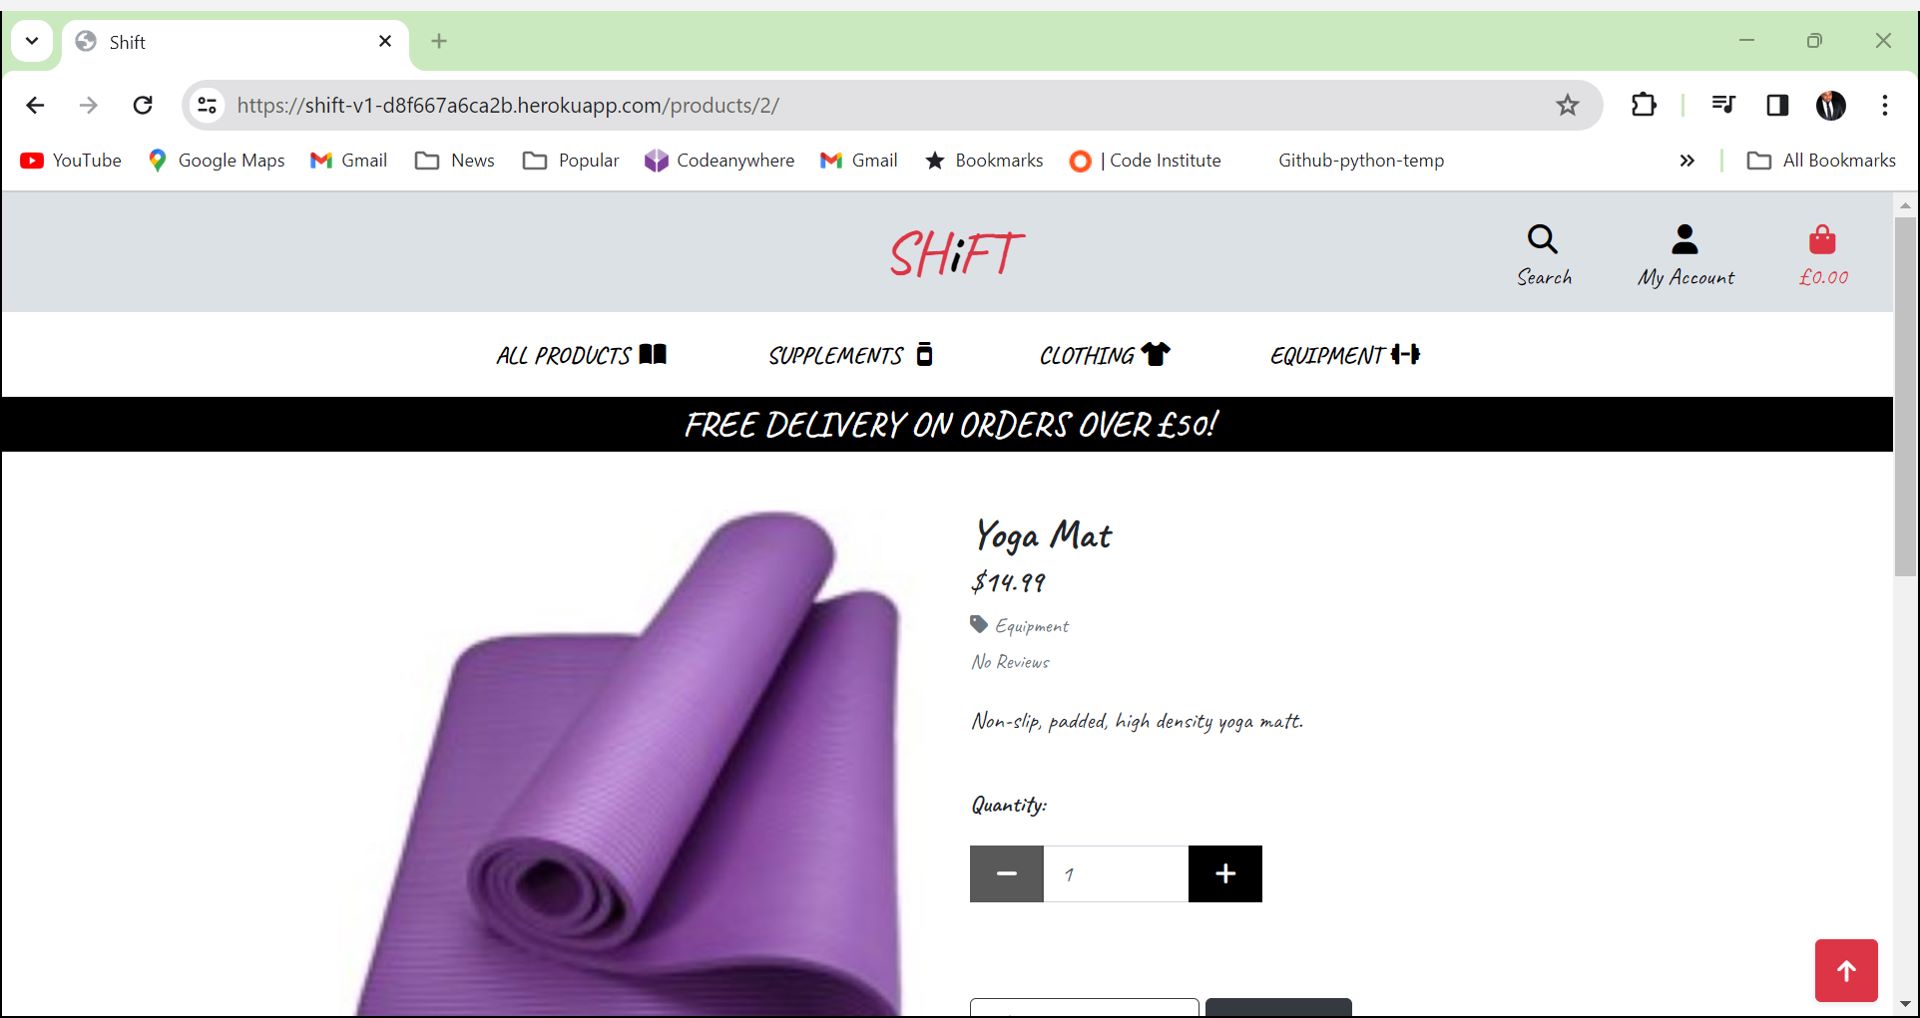 Shift
https://shift-v1-d8f667a6ca2b.herokuapp.com/products/2/
YouTube Google Maps Gmail News Popular Codeanywhere Gmail Bookmarks | Code Institute Github-python-temp All Bookmarks
SHiFT
Search My Account £0.00
ALL PRODUCTS SUPPLEMENTS CLOTHING EQUIPMENT
FREE DELIVERY ON ORDERS OVER £50!
Yoga Mat
$14.99
Equipment
No Reviews
Non-slip, padded, high density yoga matt.
Quantity:
1